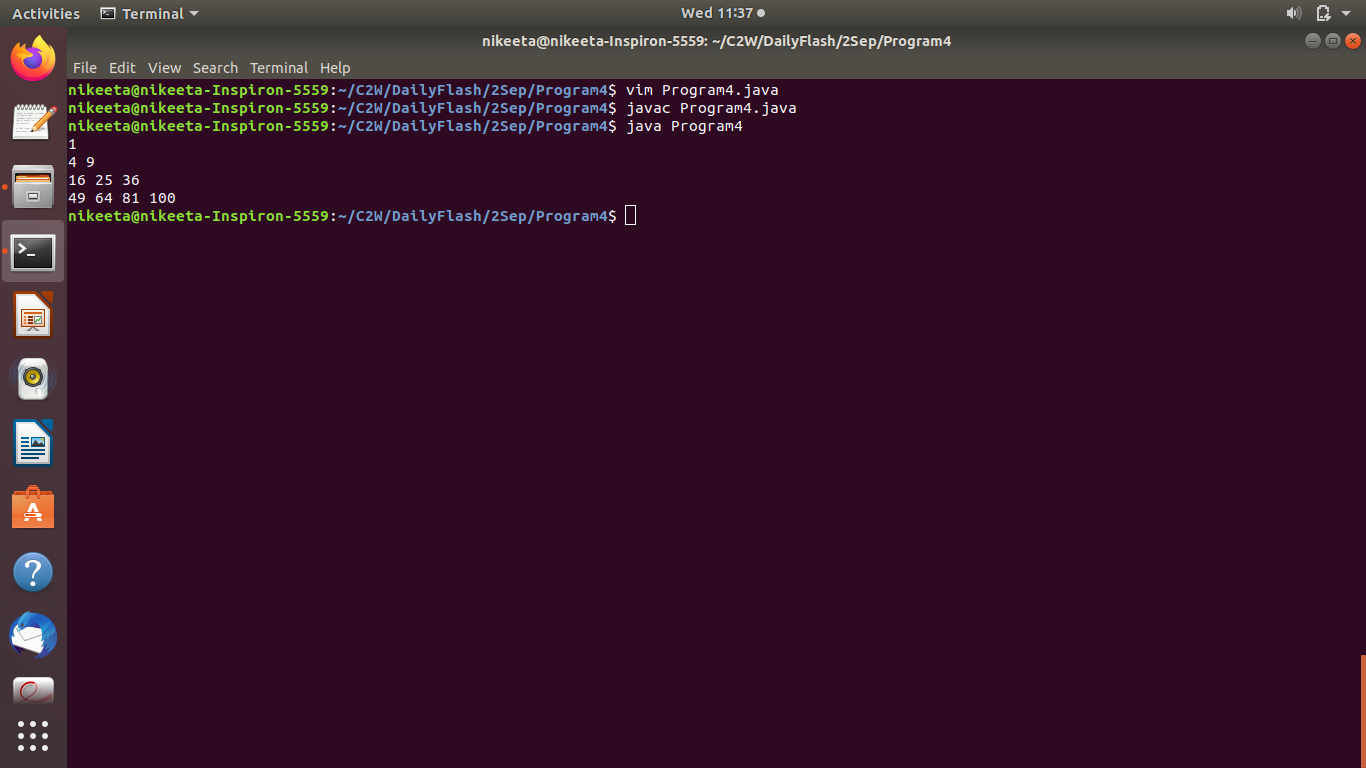 Activities Terminal Wed 11:37
nikeeta@nikeeta-Inspiron-5559: ~/C2W/DailyFlash/2Sep/Program4
File Edit View Search Terminal Help
nikeeta@nikeeta-Inspiron-5559:~/C2W/DailyFlash/2Sep/Program4$ vim Program4.java
nikeeta@nikeeta-Inspiron-5559:~/C2W/DailyFlash/2Sep/Program4$ javac Program4.java
nikeeta@nikeeta-Inspiron-5559:~/C2W/DailyFlash/2Sep/Program4$ java Program4
1
4 9
16 25 36
49 64 81 100
nikeeta@nikeeta-Inspiron-5559:~/C2W/DailyFlash/2Sep/Program4$